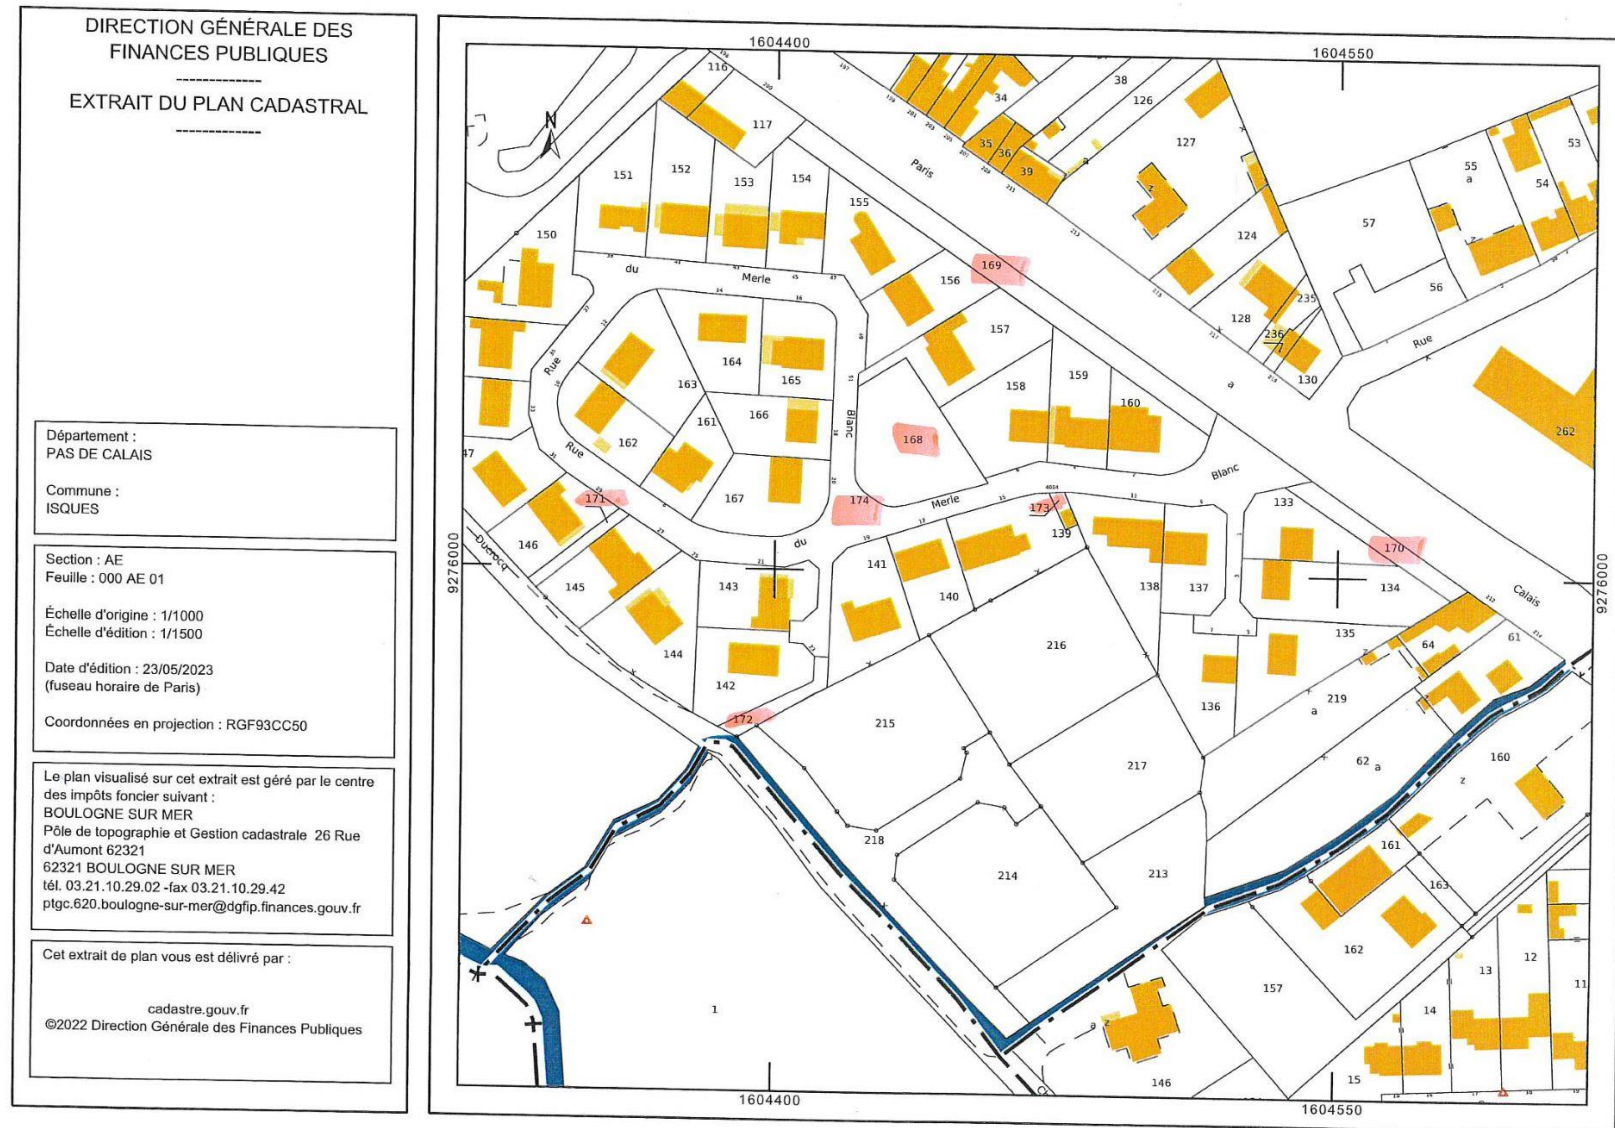 DIRECTION GÉNÉRALE DES
FINANCES PUBLIQUES
-------------
EXTRAIT DU PLAN CADASTRAL
-------------
Département :
PAS DE CALAIS
Commune :
ISQUES
Section : AE
Feuille : 000 AE 01
Échelle d'origine : 1/1000
Échelle d'édition : 1/1500
Date d'édition : 23/05/2023
(fuseau horaire de Paris)
Coordonnées en projection : RGF93CC50
Le plan visualisé sur cet extrait est géré par le centre
des impôts foncier suivant :
BOULOGNE SUR MER
Pôle de topographie et Gestion cadastrale 26 Rue
d'Aumont 62321
62321 BOULOGNE SUR MER
tél. 03.21.10.29.02 -fax 03.21.10.29.42
ptgc.620.boulogne-sur-mer@dgfip.finances.gouv.fr
Cet extrait de plan vous est délivré par :
cadastre.gouv.fr
©2022 Direction Générale des Finances Publiques
1604400
1604550
N
116
117
34
38
126
127
35
36
39
Paris
53
54
55
a
57
56
151
152
153
154
155
150
du
Merle
156
169
157
124
128
235
236
130
Rue
a
262
164
165
163
166
161
162
167
Rue
Rue
Blanc
168
158
159
160
Blanc
Merle
174
du
171
173
139
133
170
134
Calais
47
146
145
Ducrocq
143
144
142
141
140
138
137
135
136
9276000
9276000
64
61
219
a
62 a
216
215
217
172
218
214
213
160
z
161
163
162
157
146
a z
1
12
13
14
15
11
1604400
1604550